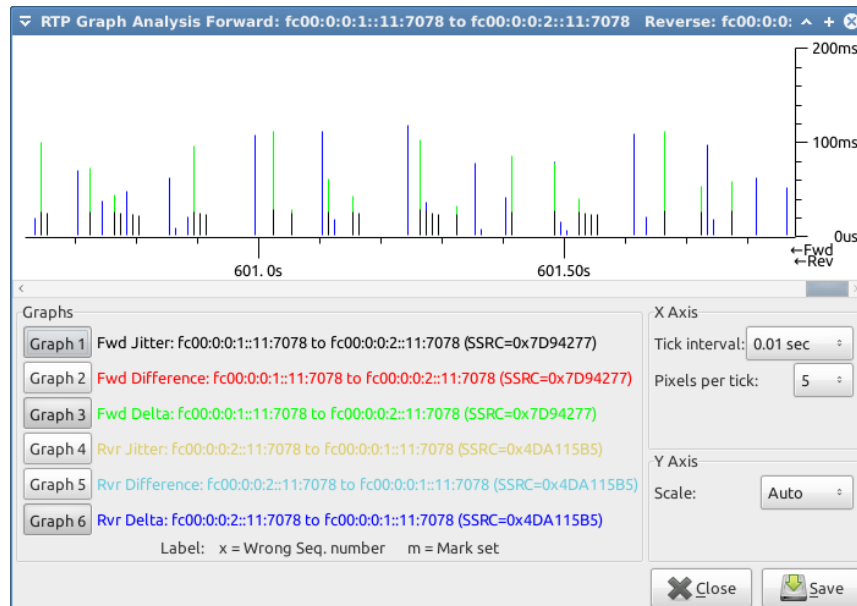 RTP Graph Analysis Forward: fc00:0:0:1::11:7078 to fc00:0:0:2::11:7078 Reverse: fc00:0:0:
200ms
100ms
0us
←Fwd
←Rev
601. 0s
601.50s
Graphs
Graph 1 Fwd Jitter: fc00:0:0:1::11:7078 to fc00:0:0:2::11:7078 (SSRC=0x7D94277)
Graph 2 Fwd Difference: fc00:0:0:1::11:7078 to fc00:0:0:2::11:7078 (SSRC=0x7D94277)
Graph 3 Fwd Delta: fc00:0:0:1::11:7078 to fc00:0:0:2::11:7078 (SSRC=0x7D94277)
Graph 4 Rvr Jitter: fc00:0:0:2::11:7078 to fc00:0:0:1::11:7078 (SSRC=0x4DA115B5)
Graph 5 Rvr Difference: fc00:0:0:2::11:7078 to fc00:0:0:1::11:7078 (SSRC=0x4DA115B5)
Graph 6 Rvr Delta: fc00:0:0:2::11:7078 to fc00:0:0:1::11:7078 (SSRC=0x4DA115B5)
Label: x = Wrong Seq. number m = Mark set
X Axis
Tick interval: 0.01 sec
Pixels per tick: 5
Y Axis
Scale: Auto
Close
Save